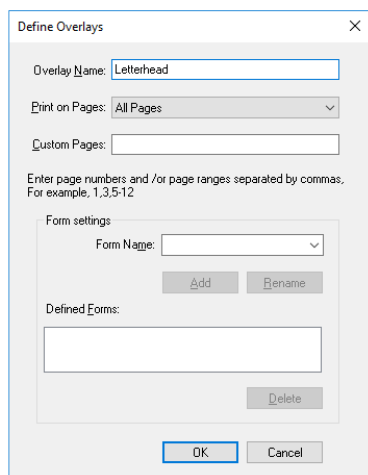 Define Overlays
Overlay Name: Letterhead
Print on Pages: All Pages
Custom Pages:
Enter page numbers and /or page ranges separated by commas,
For example, 1,3,5-12
Form settings
Form Name:
Add Rename
Defined Forms:
Delete
OK Cancel